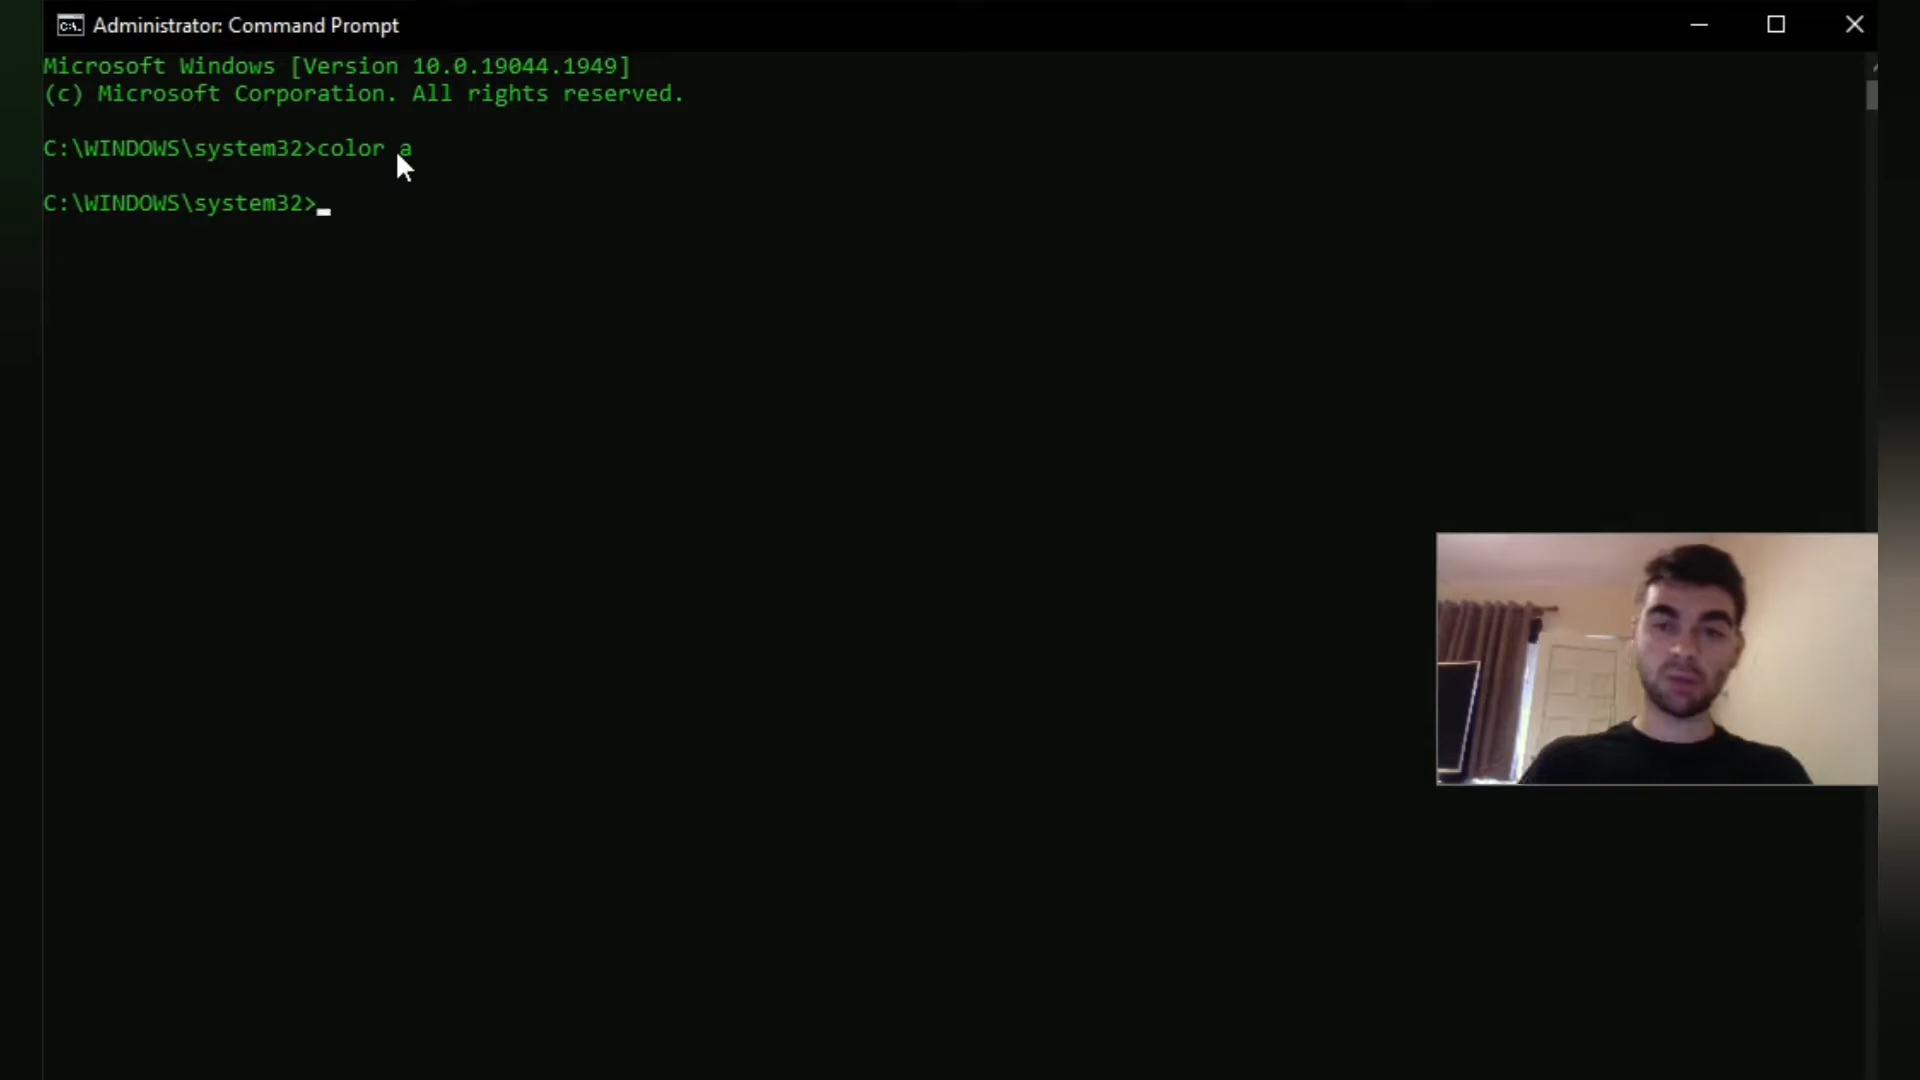 Administrator: Command Prompt
Microsoft Windows [Version 10.0.19044.1949]
(c) Microsoft Corporation. All rights reserved.
C:\WINDOWS\system32>color a
C:\WINDOWS\system32>